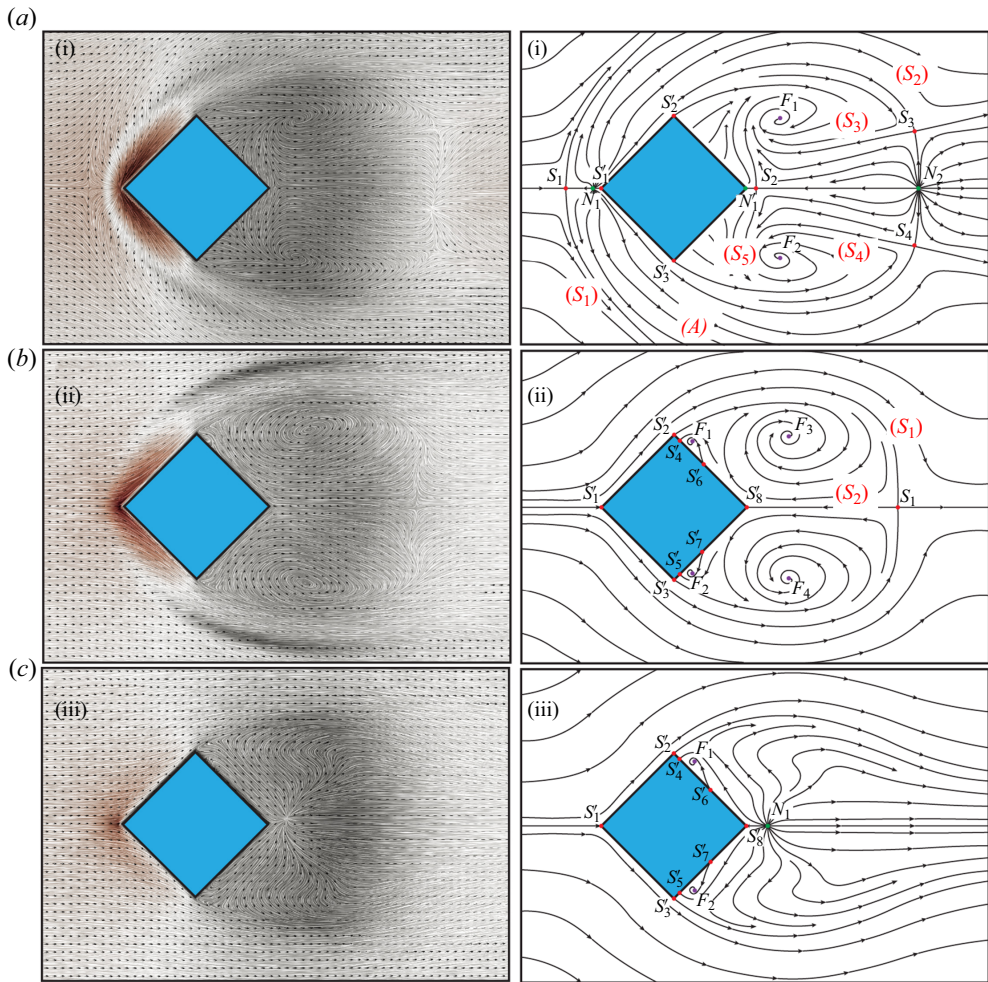 (a)
(i)
(i)
(S₂)
S′₂
F₁
(S₃)
S₃
S₁
S′₁
N₁
N′
S₂
N₂
S₄
F₂
(S₅)
(S₄)
S′₃
(S₁)
(A)
(b)
(ii)
(ii)
S′₂
F₁
S′₄
S′₆
F₃
(S₁)
S′₁
S′₈
(S₂)
S₁
S′₇
S′₅
F₂
S′₃
F₄
(c)
(iii)
(iii)
S′₂
F₁
S′₄
S′₆
N₁
S′₁
S′₈
S′₇
S′₅
F₂
S′₃